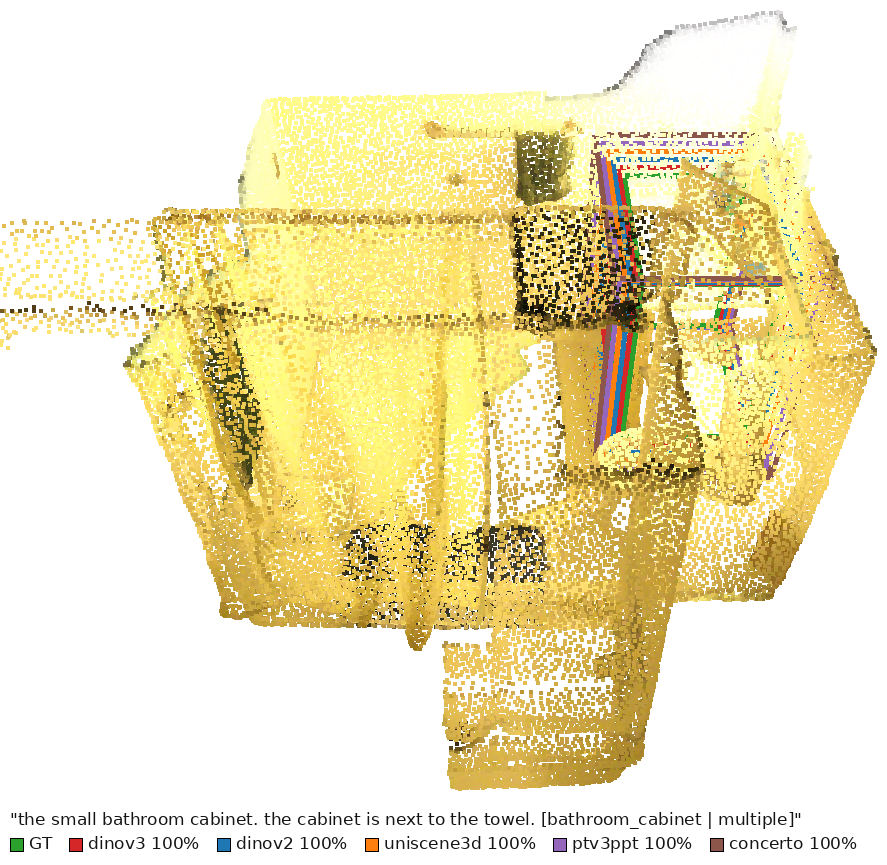 "the small bathroom cabinet. the cabinet is next to the towel. [bathroom_cabinet | multiple]"
GT dinov3 100% dinov2 100% uniscene3d 100% ptv3ppt 100% concerto 100%